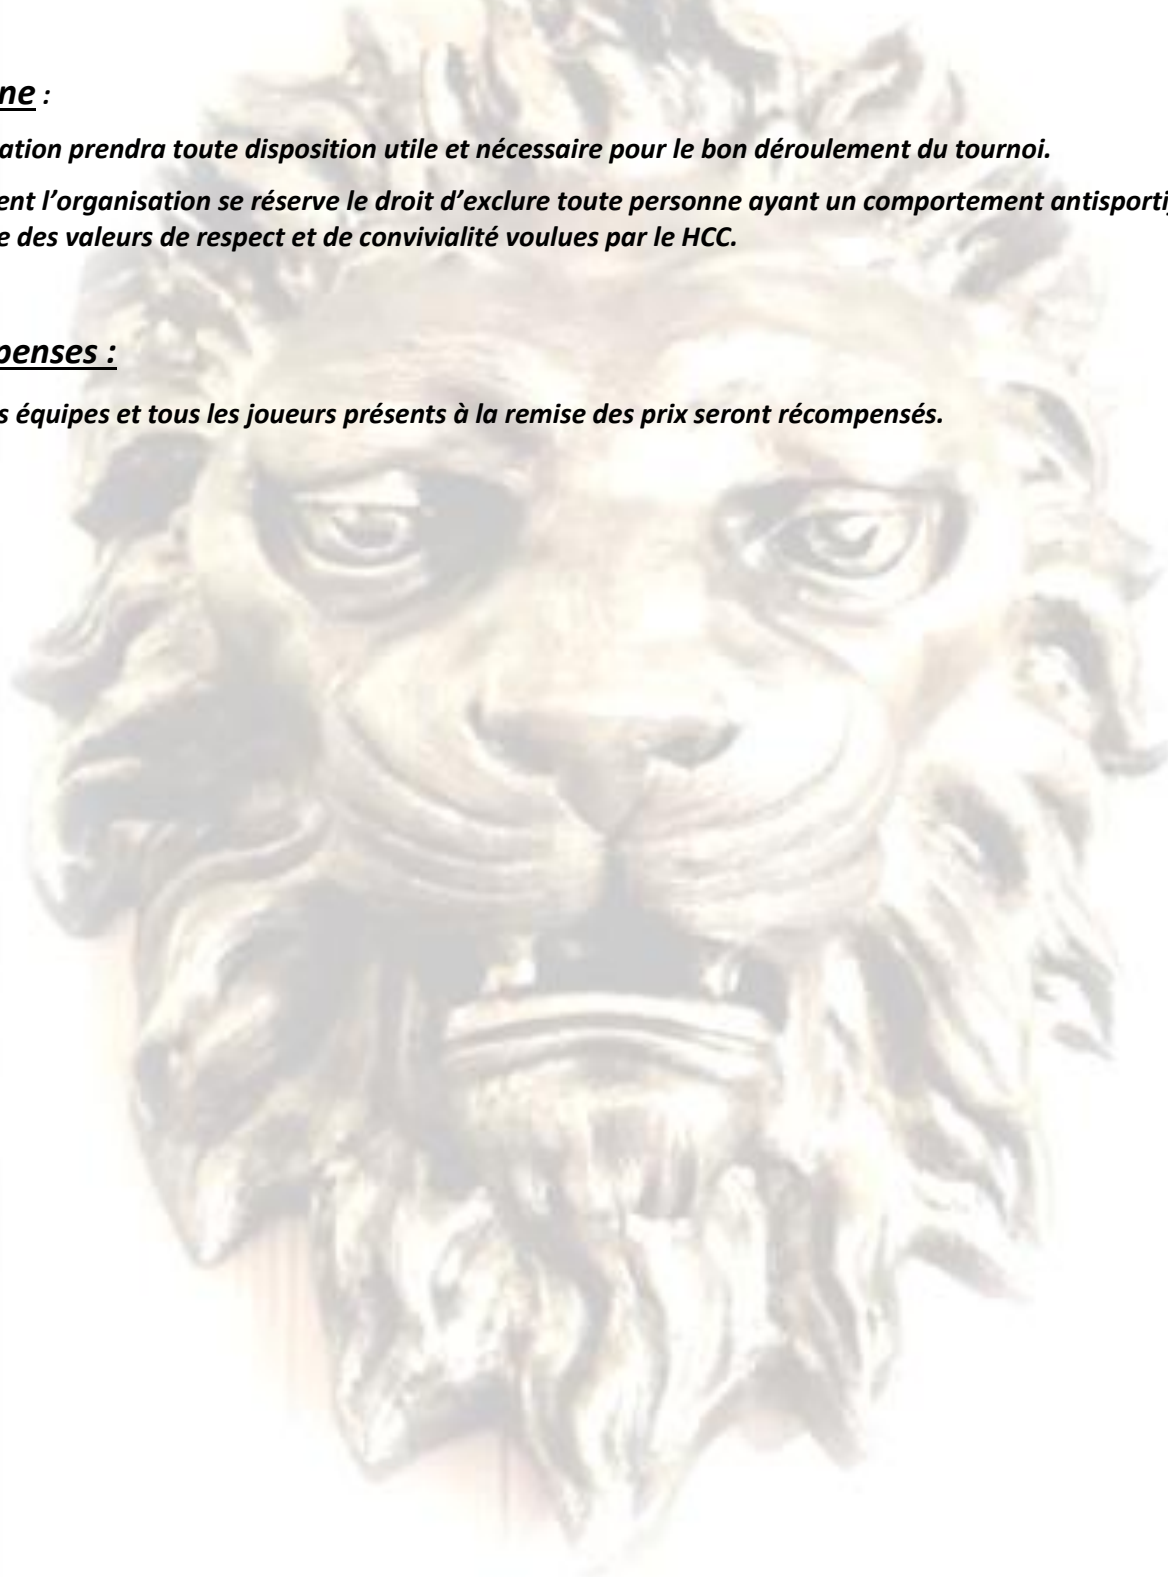 ne :
ation prendra toute disposition utile et nécessaire pour le bon déroulement du tournoi.
ent l’organisation se réserve le droit d’exclure toute personne ayant un comportement antisportif
e des valeurs de respect et de convivialité voulues par le HCC.
penses :
s équipes et tous les joueurs présents à la remise des prix seront récompensés.